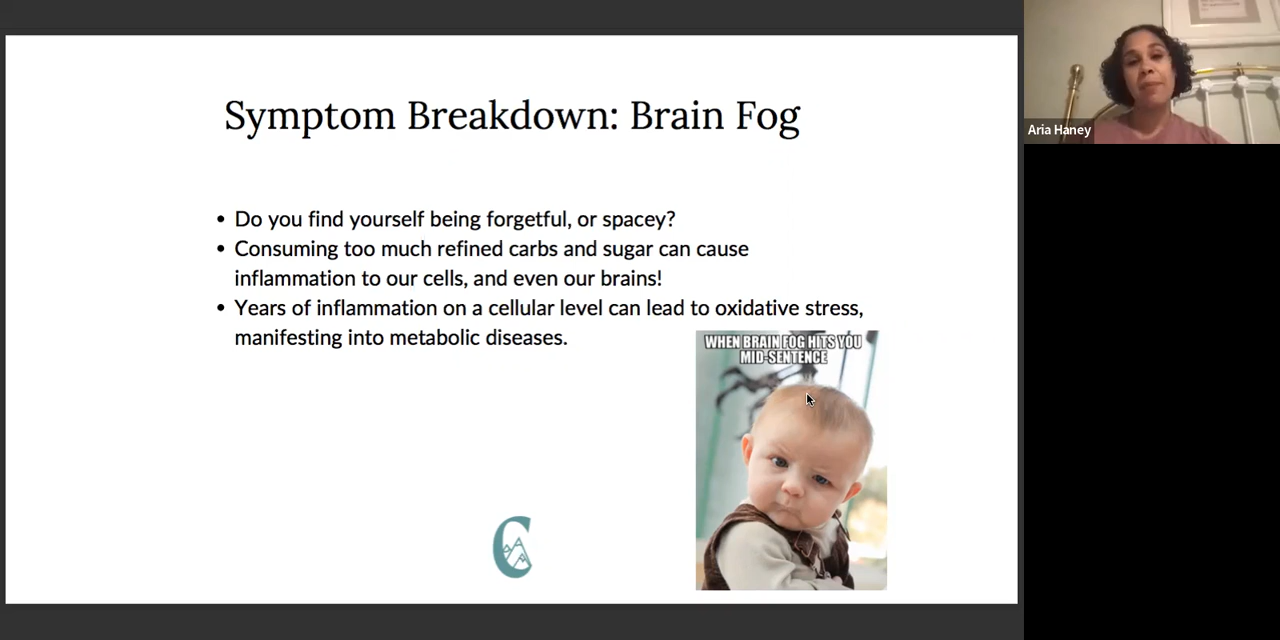 Symptom Breakdown: Brain Fog
• Do you find yourself being forgetful, or spacey?
• Consuming too much refined carbs and sugar can cause
inflammation to our cells, and even our brains!
• Years of inflammation on a cellular level can lead to oxidative stress,
manifesting into metabolic diseases.
WHEN BRAIN FOG HITS YOU
MID-SENTENCE
C
Aria Haney